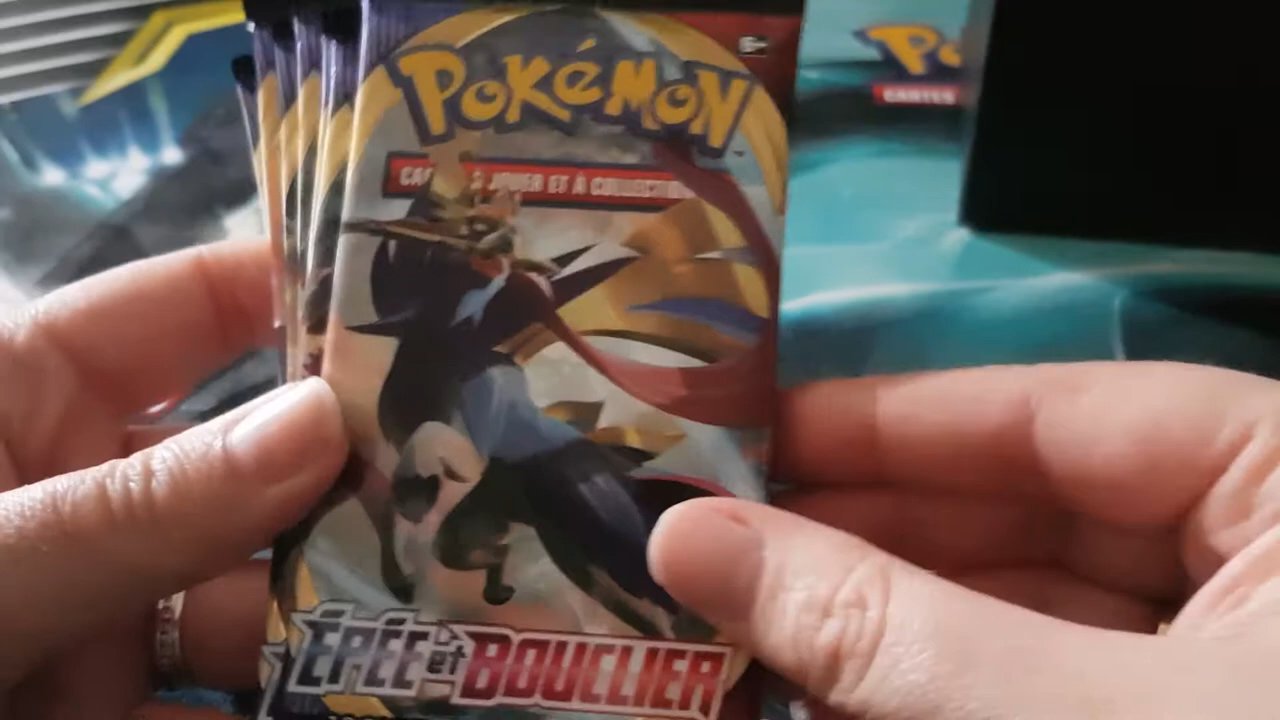 POKéMON
CARTES À JOUER ET À COLLECTIONNER
ÉPÉE et BOUCLIER
Po
CARTES